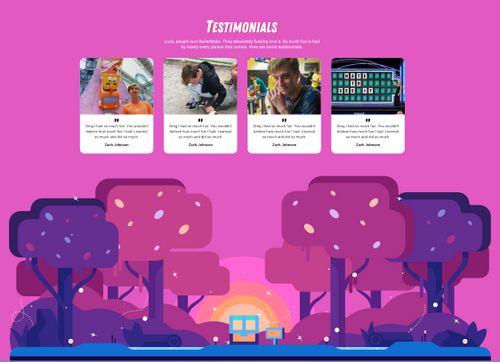 TESTIMONIALS
Look, people love BoilerMake. They absolutely fucking love it. So much fun is had
by nearly every person that comes. Here are some testimonials.
"
Omg I had so much fun. You wouldn't
believe how much fun I had. I learned
so much and did so much.
Zach Johnson
"
Omg I had so much fun. You wouldn't
believe how much fun I had. I learned
so much and did so much.
Zach Johnson
"
Omg I had so much fun. You wouldn't
believe how much fun I had. I learned
so much and did so much.
Zach Johnson
"
Omg I had so much fun. You wouldn't
believe how much fun I had. I learned
so much and did so much.
Zach Johnson